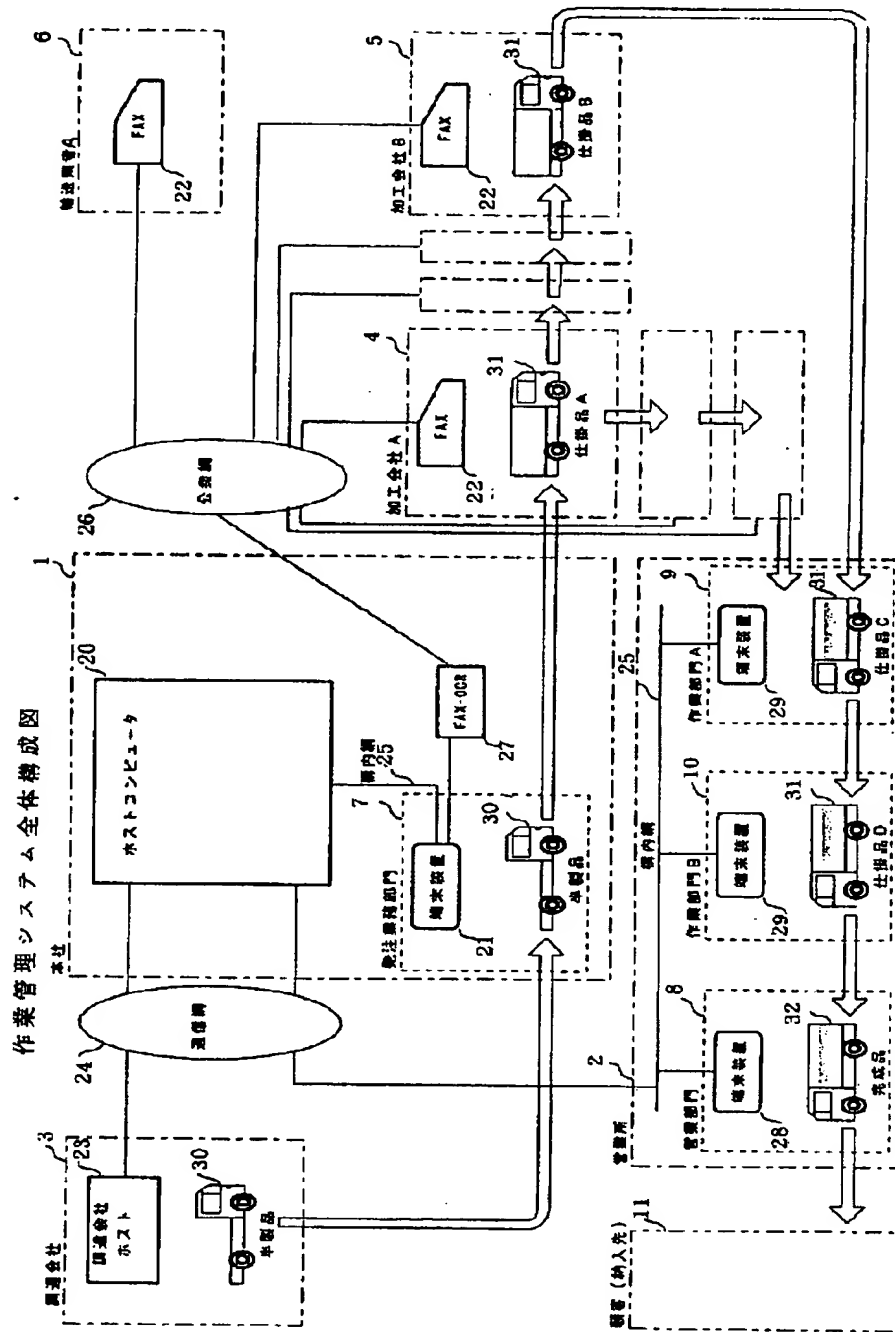 作業管理システム全体構成図
調達会社
3
23
調達会社
ホスト
30
半製品
24
通信網
本社
1
20
ホストコンピュータ
構内網
25
7
発注業務部門
端末装置
21
30
半製品
FAX-OCR
27
26
公衆網
6
FAX
22
加工会社A
4
FAX
22
31
仕掛品A
加工会社B
5
FAX
22
31
仕掛品B
営業所
2
構内網
25
営業部門
8
端末装置
28
32
完成品
作業部門B
10
端末装置
29
31
仕掛品D
作業部門A
9
端末装置
29
31
仕掛品C
顧客(納入先)
11